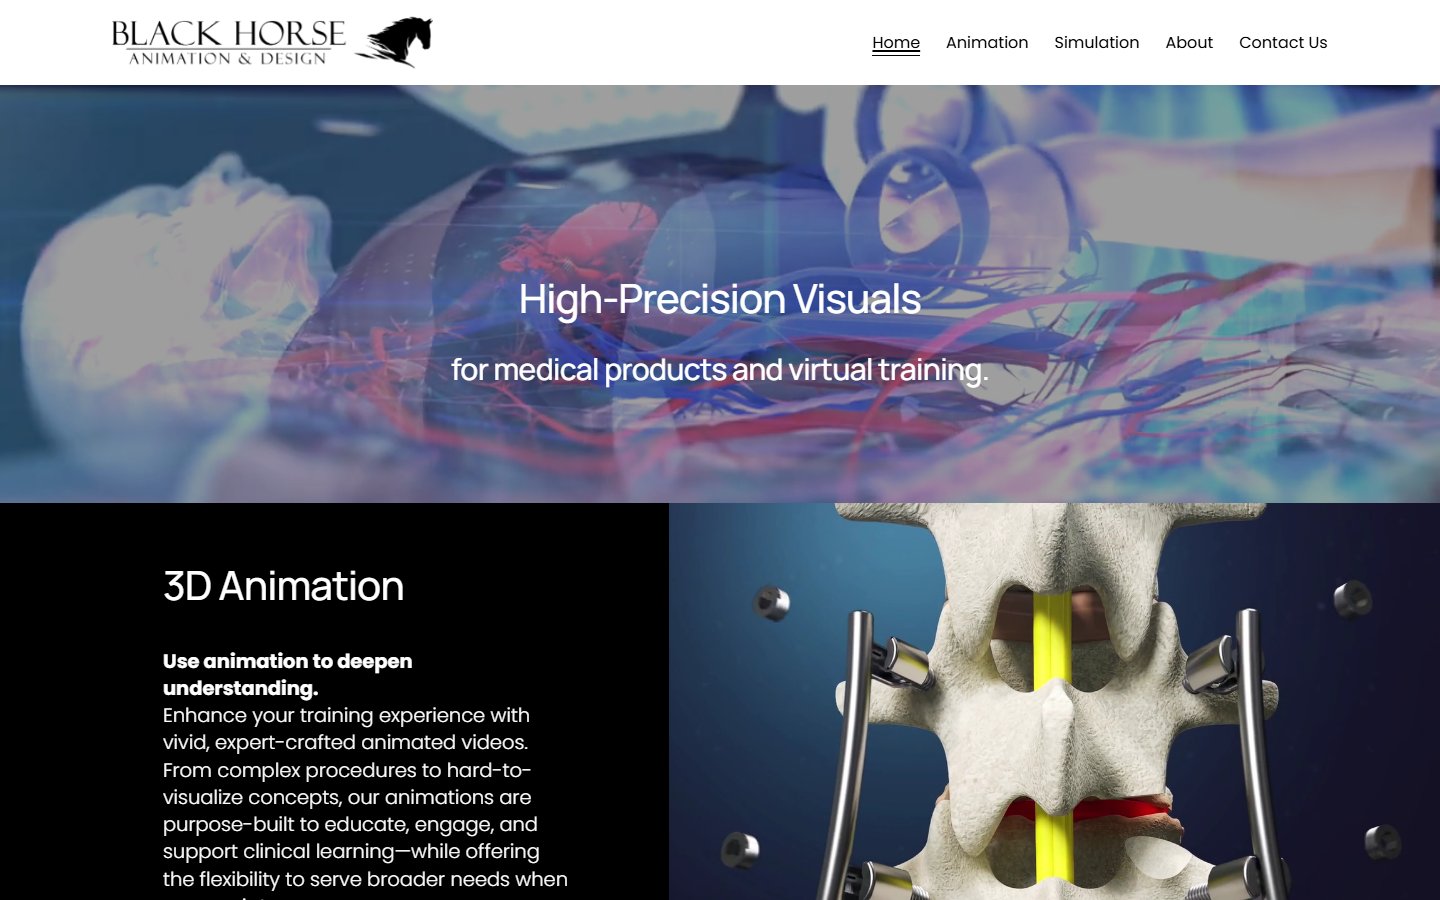 BLACK HORSE
ANIMATION & DESIGN
Home Animation Simulation About Contact Us
High-Precision Visuals
for medical products and virtual training.
3D Animation
Use animation to deepen
understanding.
Enhance your training experience with
vivid, expert-crafted animated videos.
From complex procedures to hard-to-
visualize concepts, our animations are
purpose-built to educate, engage, and
support clinical learning—while offering
the flexibility to serve broader needs when